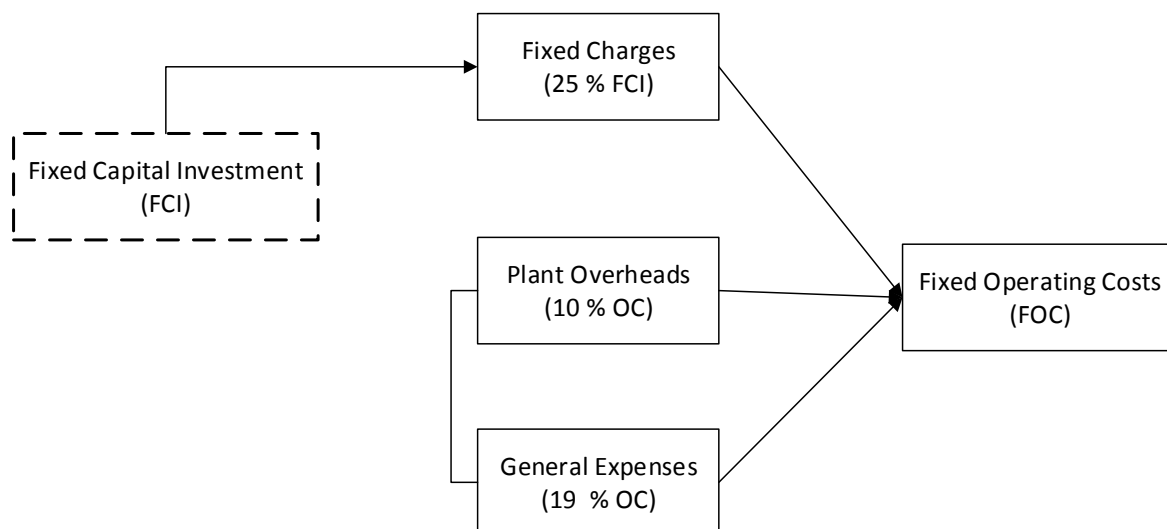 Fixed Charges
(25 % FCI)
Fixed Capital Investment
(FCI)
Plant Overheads
(10 % OC)
Fixed Operating Costs
(FOC)
General Expenses
(19  % OC)